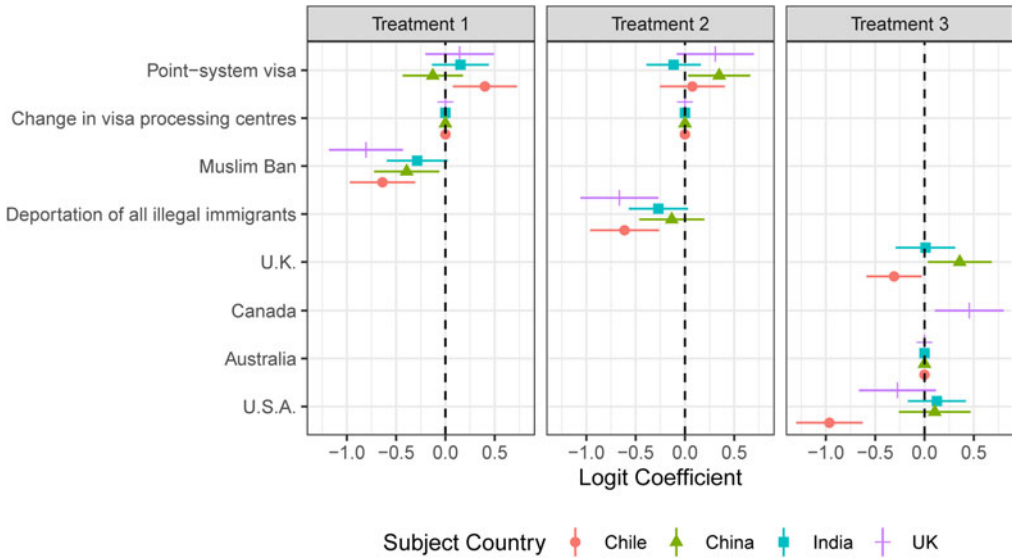 Treatment 1 Treatment 2 Treatment 3
Point-system visa
Change in visa processing centres
Muslim Ban
Deportation of all illegal immigrants
U.K.
Canada
Australia
U.S.A.
-1.0 -0.5 0.0 0.5 -1.0 -0.5 0.0 0.5 -1.0 -0.5 0.0 0.5
Logit Coefficient
Subject Country Chile China India UK